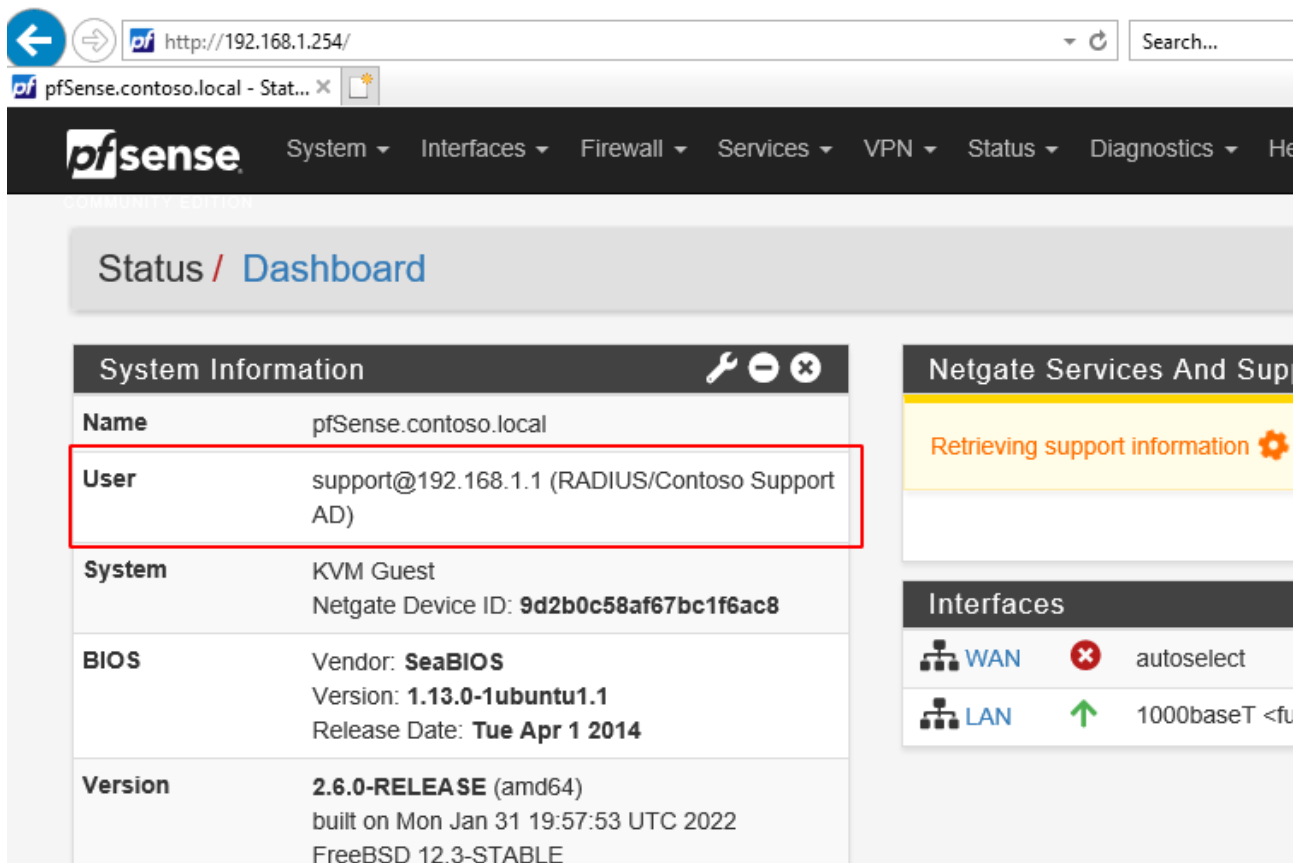 http://192.168.1.254/
Search...
pfSense.contoso.local - Stat...
pfsense
System
Interfaces
Firewall
Services
VPN
Status
Diagnostics
He
COMMUNITY EDITION
Status / Dashboard
System Information
Name
pfSense.contoso.local
User
support@192.168.1.1 (RADIUS/Contoso Support
AD)
System
KVM Guest
Netgate Device ID: 9d2b0c58af67bc1f6ac8
BIOS
Vendor: SeaBIOS
Version: 1.13.0-1ubuntu1.1
Release Date: Tue Apr 1 2014
Version
2.6.0-RELEASE (amd64)
built on Mon Jan 31 19:57:53 UTC 2022
FreeBSD 12.3-STABLE
Netgate Services And Supp
Retrieving support information
Interfaces
WAN
autoselect
LAN
1000baseT <fu